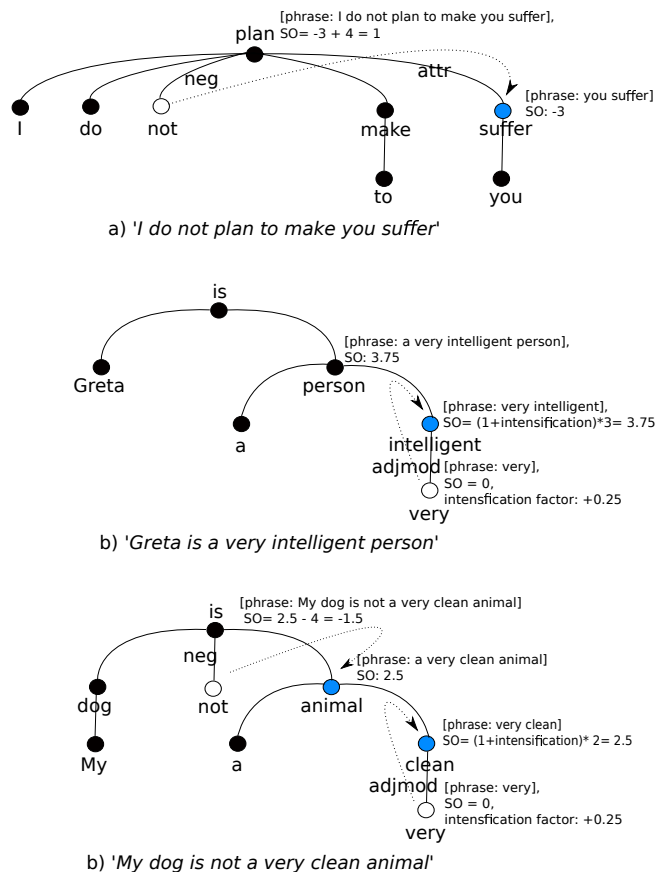 [phrase: I do not plan to make you suffer],
plan SO= -3 + 4 = 1
neg
attr
[phrase: you suffer]
SO: -3
I do not make suffer
to you
a) 'I do not plan to make you suffer'
is
[phrase: a very intelligent person],
SO: 3.75
Greta person
[phrase: very intelligent],
SO= (1+intensification)*3= 3.75
a intelligent
adjmod [phrase: very],
SO = 0,
intensfication factor: +0.25
very
b) 'Greta is a very intelligent person'
[phrase: My dog is not a very clean animal]
is SO= 2.5 - 4 = -1.5
neg
[phrase: a very clean animal]
SO: 2.5
dog not animal
[phrase: very clean]
SO= (1+intensification)* 2= 2.5
My a clean
adjmod [phrase: very],
SO = 0,
intensification factor: +0.25
very
b) 'My dog is not a very clean animal'